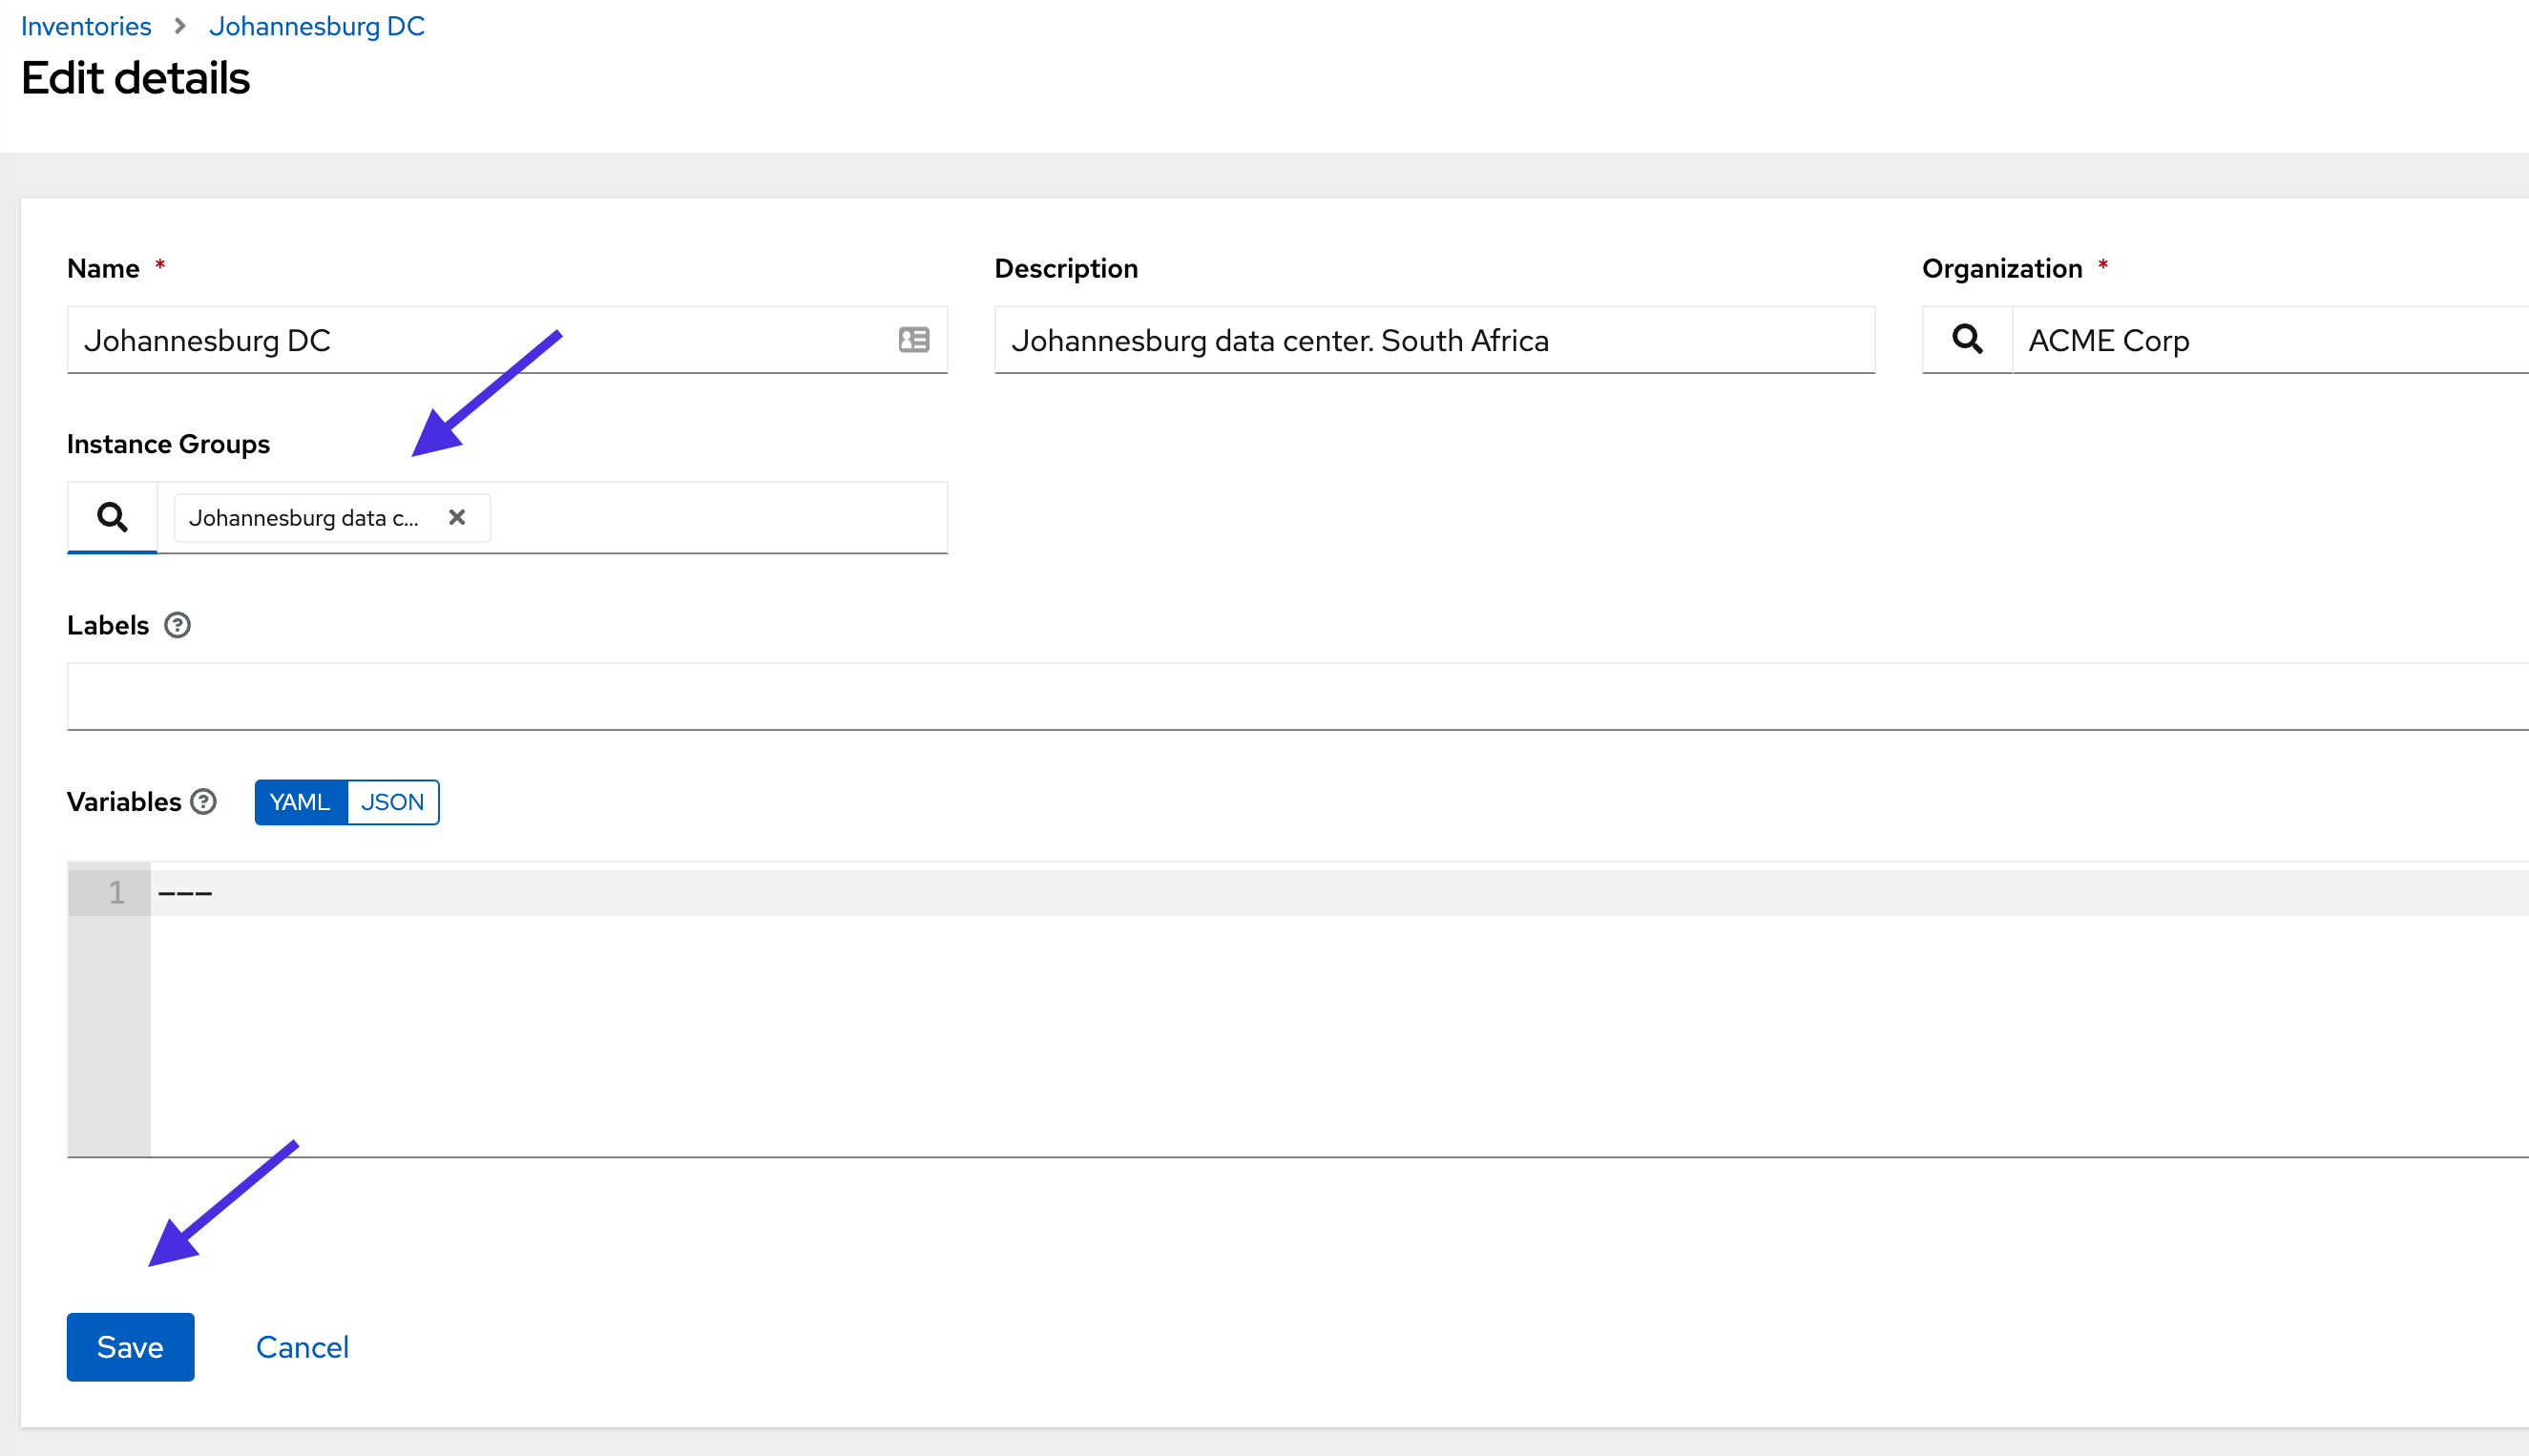 Inventories > Johannesburg DC
Edit details
Name *
Description
Organization *
Johannesburg DC
Johannesburg data center. South Africa
ACME Corp
Instance Groups
Johannesburg data c...
Labels
Variables YAML JSON
1 ---
Save Cancel